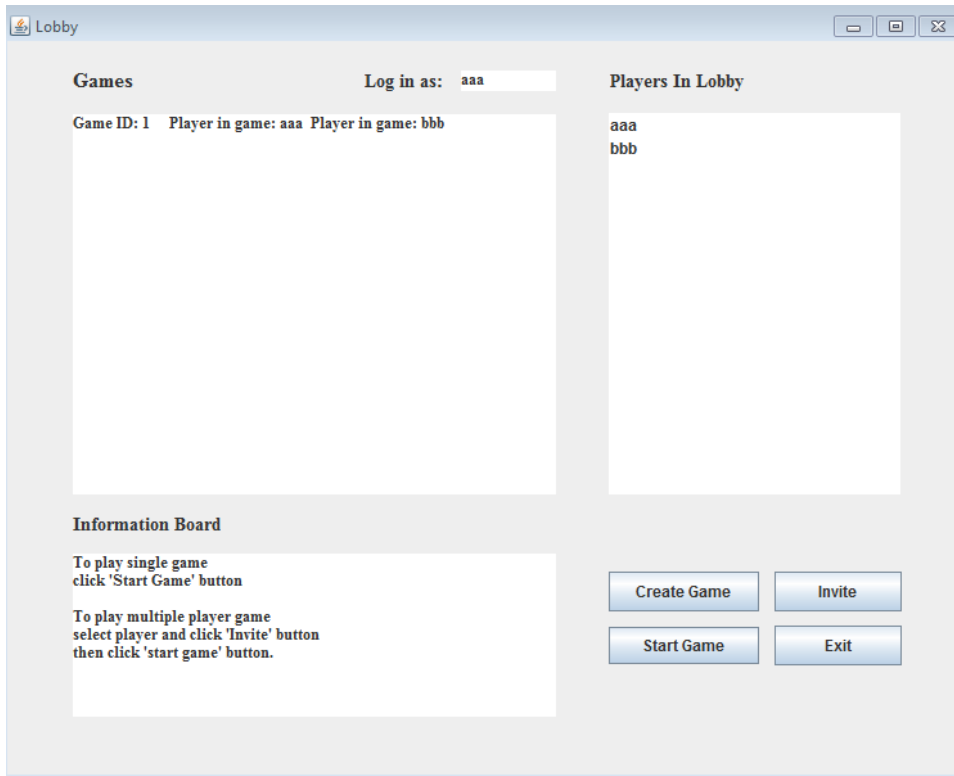 Lobby
Games
Log in as: aaa
Players In Lobby
Game ID: 1 Player in game: aaa Player in game: bbb
aaa
bbb
Information Board
To play single game
click 'Start Game' button
To play multiple player game
select player and click 'Invite' button
then click 'start game' button.
Create Game
Invite
Start Game
Exit